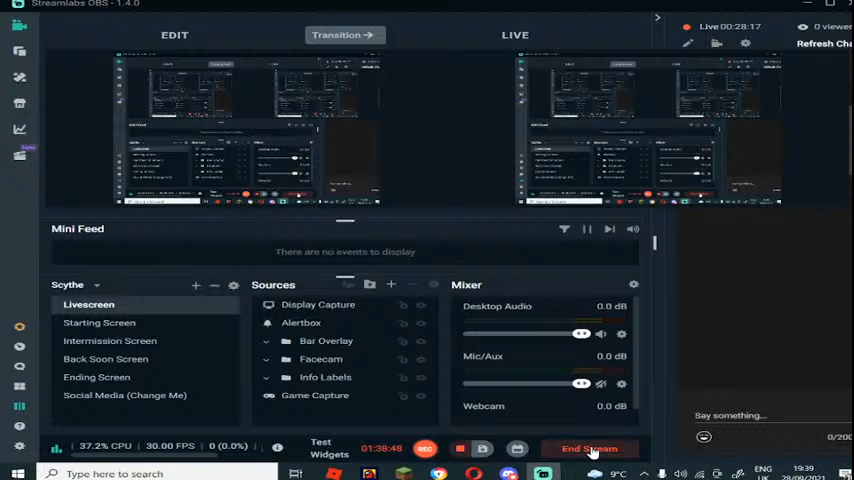 Streamlabs OBS - 1.4.0
EDIT
Transition
LIVE
Live 00:28:17
0 viewer
Refresh Cha
Mini Feed
There are no events to display
Scythe
Sources
Mixer
Livescreen
Starting Screen
Intermission Screen
Back Soon Screen
Ending Screen
Social Media (Change Me)
Display Capture
Alertbox
Bar Overlay
Facecam
Info Labels
Game Capture
Desktop Audio 0.0 dB
Mic/Aux 0.0 dB
Webcam 0.0 dB
New
Say something...
0/200
37.2% CPU 30.00 FPS 0 (0.0%)
Test
Widgets
01:38:48
REC
End Stream
Type here to search
9°C
ENG
UK
19:39
28/09/2021